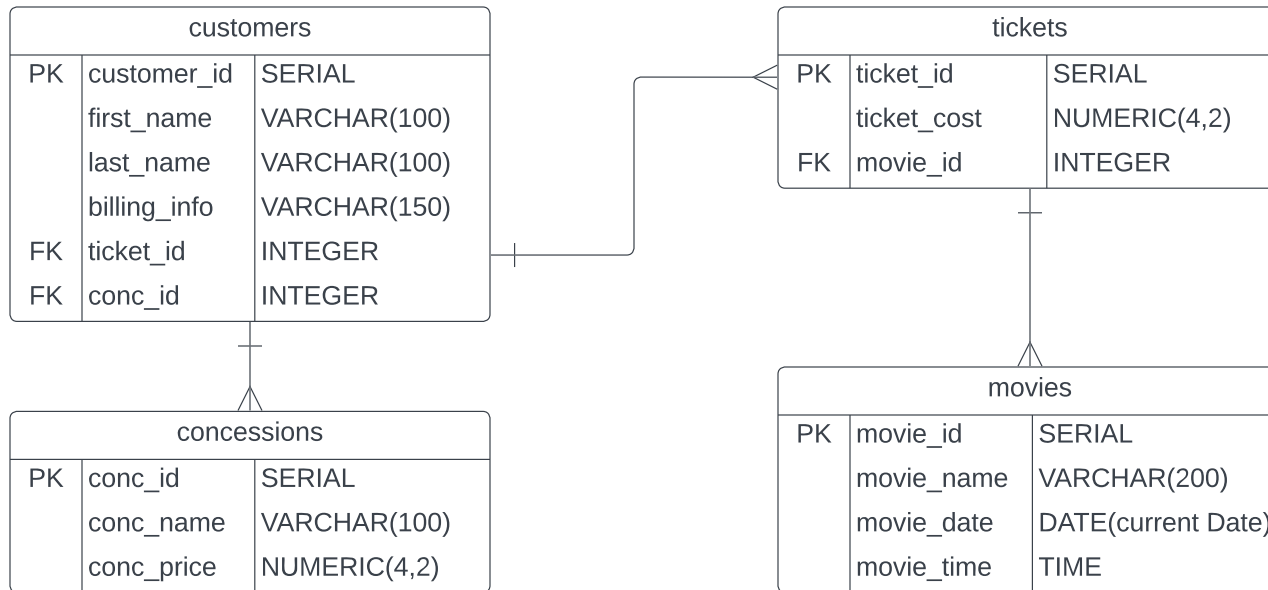 customers
PK customer_id SERIAL
first_name VARCHAR(100)
last_name VARCHAR(100)
billing_info VARCHAR(150)
FK ticket_id INTEGER
FK conc_id INTEGER
tickets
PK ticket_id SERIAL
ticket_cost NUMERIC(4,2)
FK movie_id INTEGER
concessions
PK conc_id SERIAL
conc_name VARCHAR(100)
conc_price NUMERIC(4,2)
movies
PK movie_id SERIAL
movie_name VARCHAR(200)
movie_date DATE(current Date)
movie_time TIME